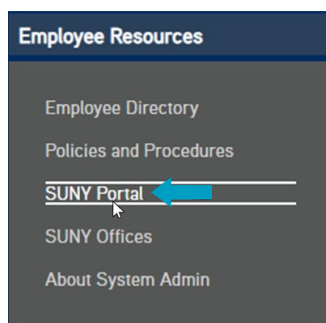 Employee Resources
Employee Directory
Policies and Procedures
SUNY Portal
SUNY Offices
About System Admin